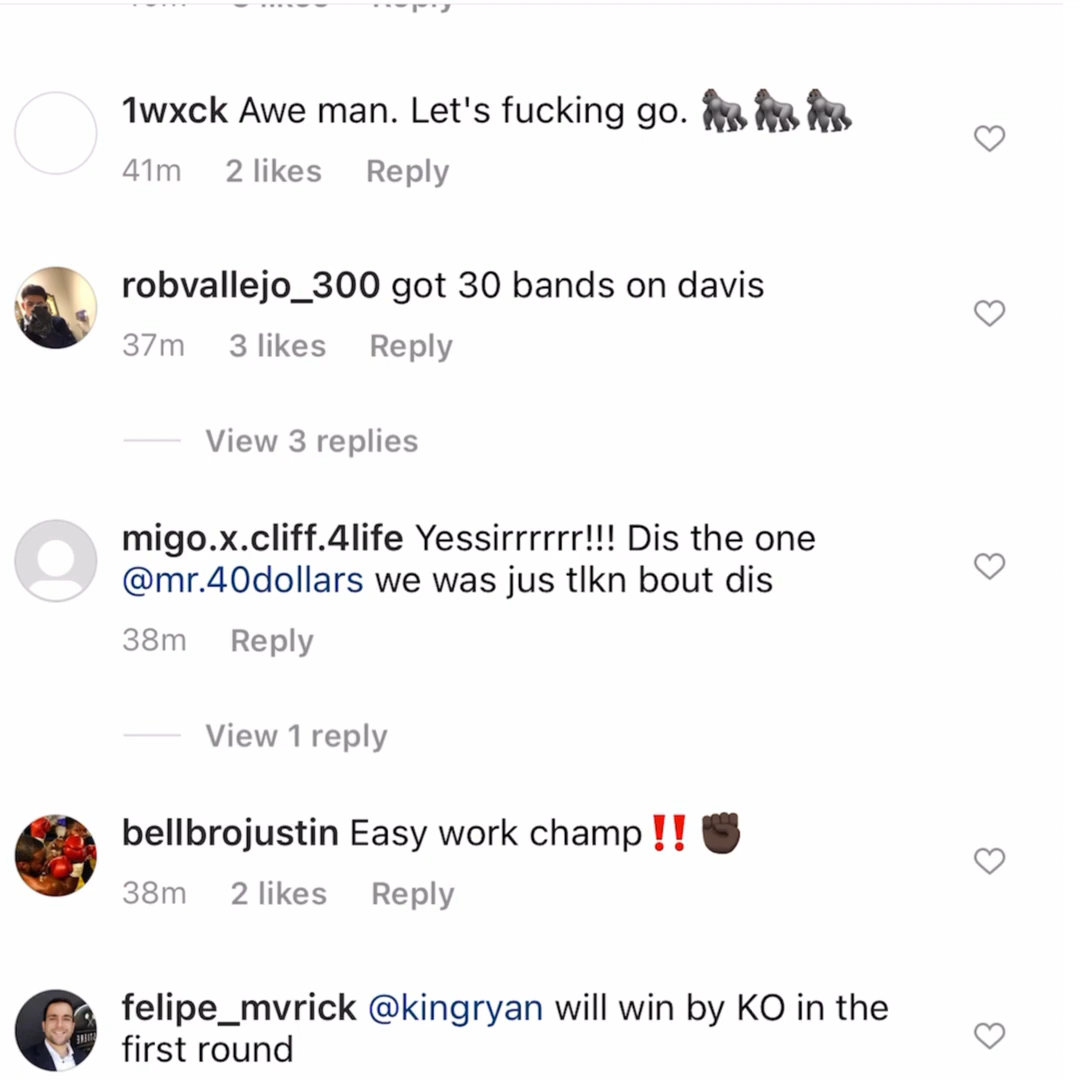 1wxck Awe man. Let's fucking go. 🦍🦍🦍
41m 2 likes Reply
robvallejo_300 got 30 bands on davis
37m 3 likes Reply
View 3 replies
migo.x.cliff.4life Yessirrrrrr!!! Dis the one
@mr.40dollars we was jus tlkn bout dis
38m Reply
View 1 reply
bellbrojustin Easy work champ‼️✊🏿
38m 2 likes Reply
felipe_mvrick @kingryan will win by KO in the
first round